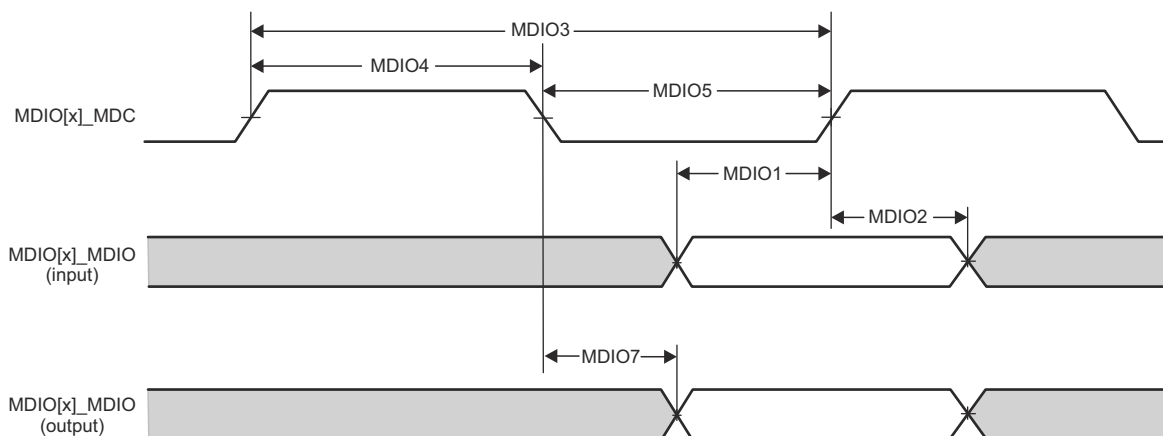 MDIO3
MDIO4
MDIO5
MDIO[x]_MDC
MDIO1
MDIO2
MDIO[x]_MDIO
(input)
MDIO7
MDIO[x]_MDIO
(output)